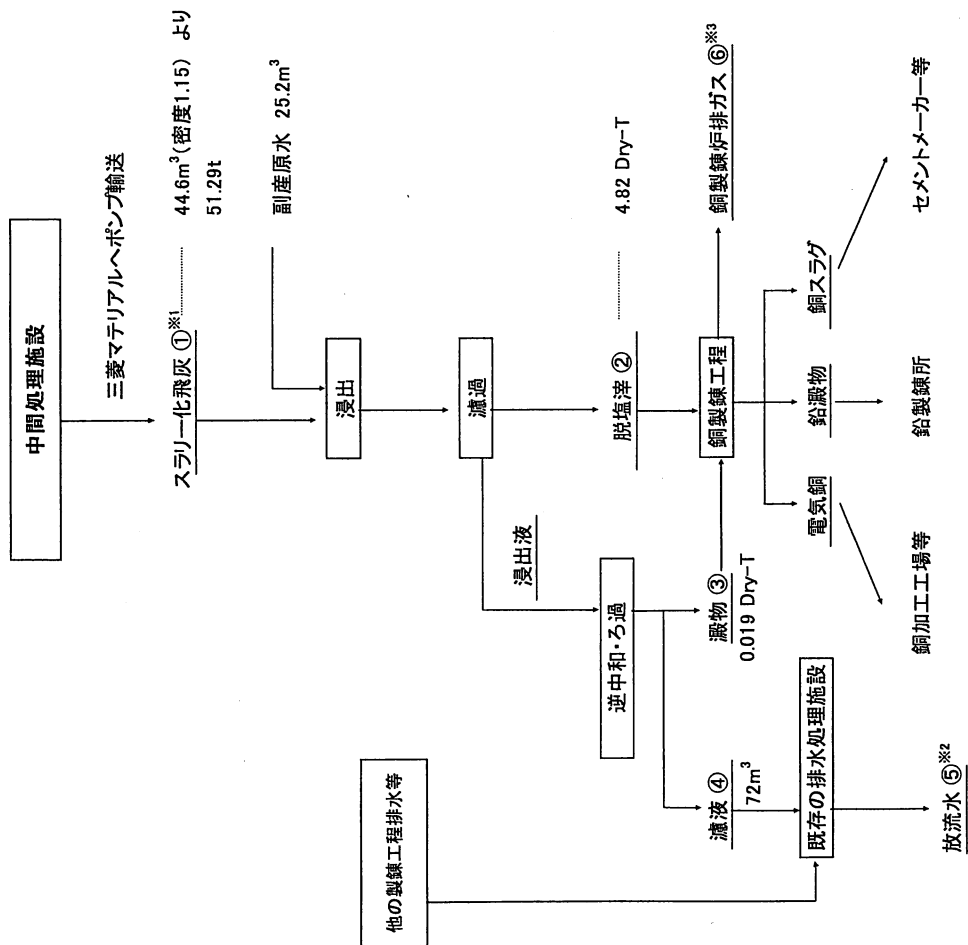 中間処理施設
三菱マテリアルへポンプ輸送
スラリー化飛灰 ①※1
44.6m³(密度1.15) より
51.29t
副産原水 25.2m³
浸出
濾過
浸出液
脱塩滓 ②
4.82 Dry-T
他の製錬工程排水等
逆中和・ろ過
濾液 ④
72m³
澱物 ③
0.019 Dry-T
銅製錬工程
銅製錬炉排ガス ⑥※3
既存の排水処理施設
電気銅
鉛澱物
銅スラグ
放流水 ⑤※2
銅加工工場等
鉛製錬所
セメントメーカー等